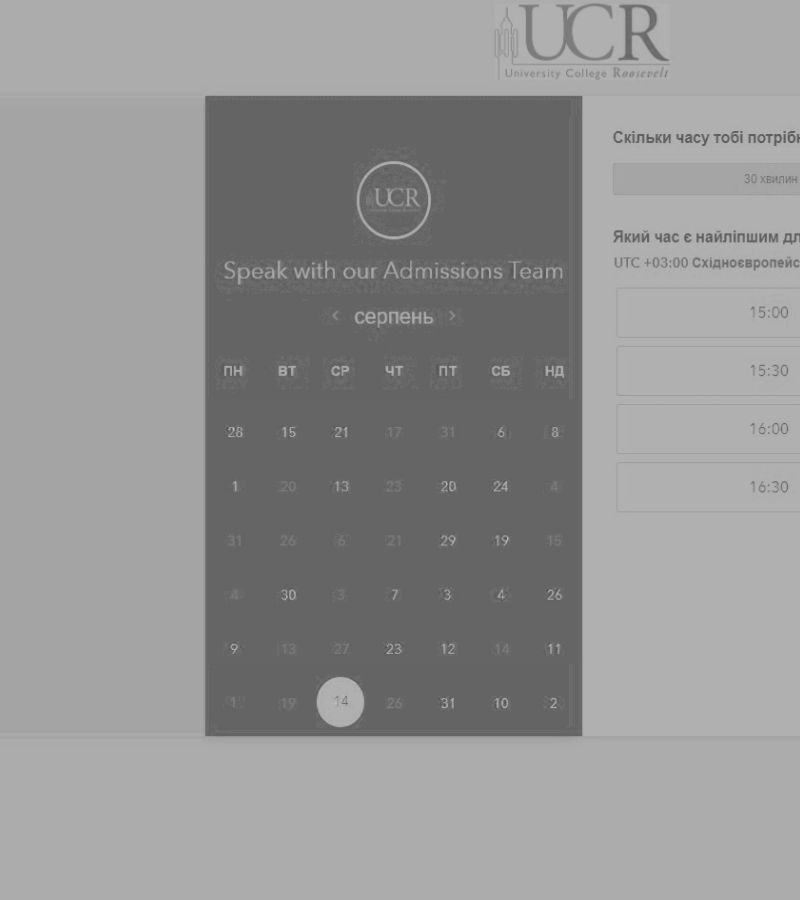 UCR
University College Roosevelt
UCR
Speak with our Admissions Team
‹ серпень ›
ПН ВТ СР ЧТ ПТ СБ НД
28 15 21 17 31 6 8
1 20 13 23 20 24 4
31 26 6 21 29 19 15
4 30 3 7 3 4 26
9 13 27 23 12 14 11
19 14 26 31 10 2
Скільки часу тобі потріб
30 хвилин
Який час є найліпшим дл
UTC +03:00 Східноєвропейс
15:00
15:30
16:00
16:30